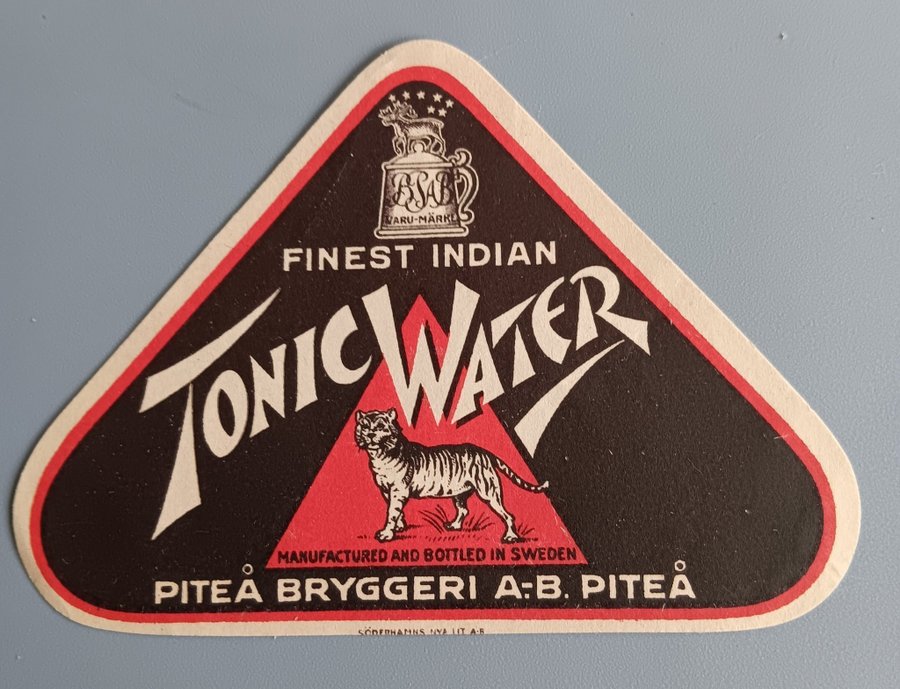 BSAB
VARU-MÄRKE
FINEST INDIAN
TONIC WATER
MANUFACTURED AND BOTTLED IN SWEDEN
PITEÅ BRYGGERI A.-B. PITEÅ
SÖDERHAMNS NYA LIT A-B